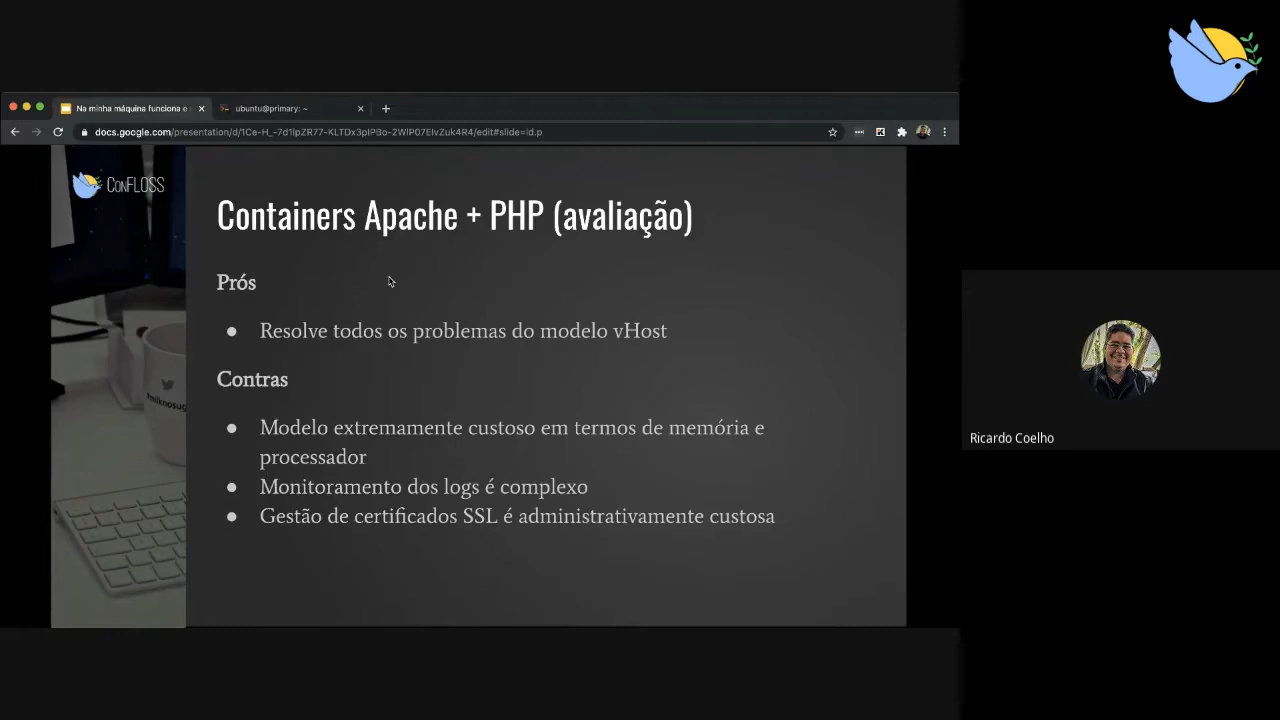 Na minha máquina funciona e
ubuntu@primary: ~
docs.google.com/presentation/d/1Ce-H_-7d1lpZR77-KLTDx3pIPBo-2WIP07EIvZuk4R4/edit#slide=id.p
ConFLOSS
Containers Apache + PHP (avaliação)
Prós
● Resolve todos os problemas do modelo vHost
Contras
● Modelo extremamente custoso em termos de memória e
processador
● Monitoramento dos logs é complexo
● Gestão de certificados SSL é administrativamente custosa
Ricardo Coelho